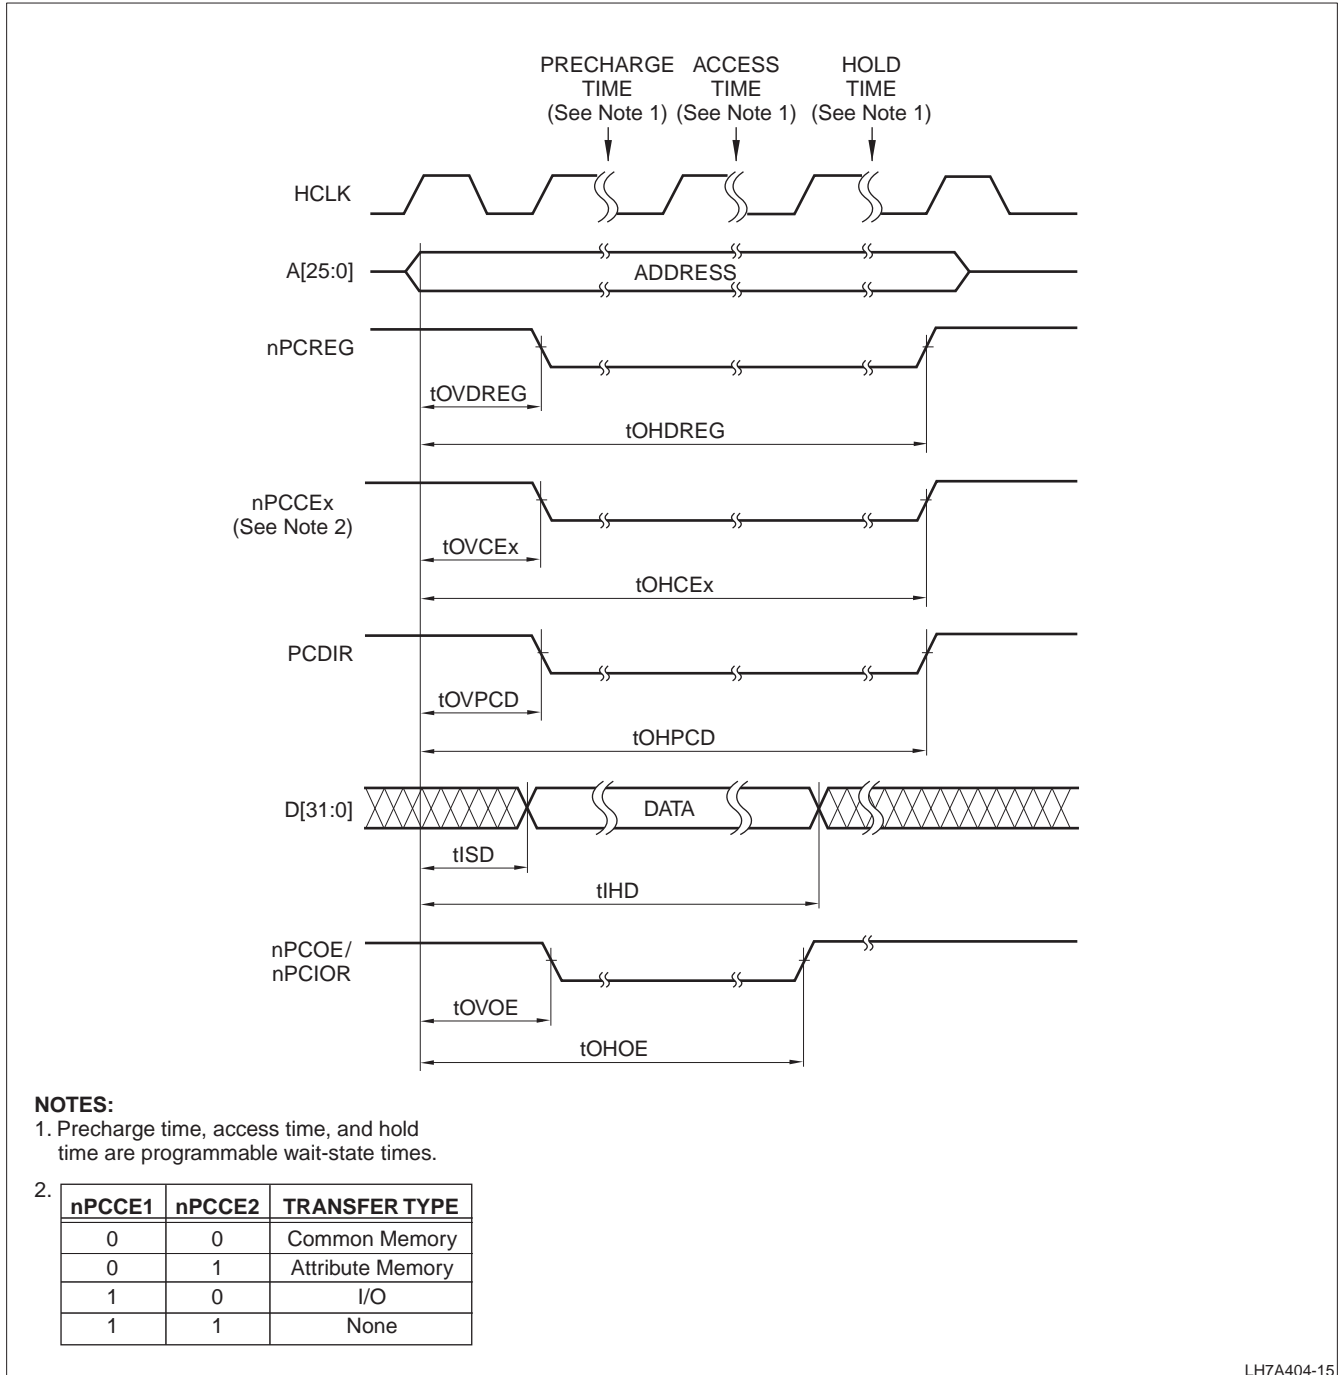 PRECHARGE TIME (See Note 1)
ACCESS TIME (See Note 1)
HOLD TIME (See Note 1)
HCLK
A[25:0]
ADDRESS
nPCREG
tOVDREG
tOHDREG
nPCCEx
(See Note 2)
tOVCEx
tOHCEx
PCDIR
tOVPCD
tOHPCD
D[31:0]
DATA
tISD
tIHD
nPCOE/
nPCIOR
tOVOE
tOHOE
NOTES:
1. Precharge time, access time, and hold
time are programmable wait-state times.
2.
nPCCE1 nPCCE2 TRANSFER TYPE
0 0 Common Memory
0 1 Attribute Memory
1 0 I/O
1 1 None
LH7A404-15